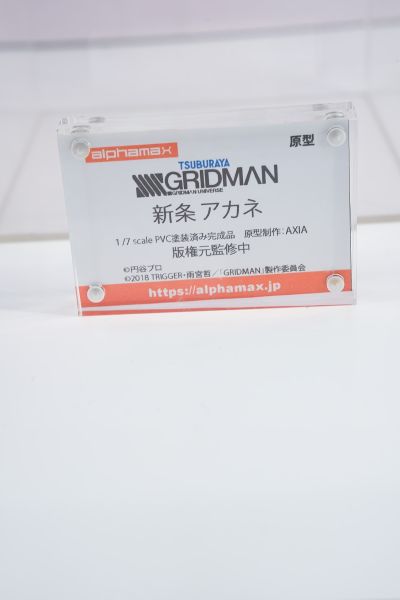 alphamax
原型
TSUBURAYA
GRIDMAN
GRIDMAN UNIVERSE
新条 アカネ
1/7 scale PVC塗装済み完成品 原型制作:AXIA
版権元監修中
©円谷プロ
©2018 TRIGGER・雨宮哲/「GRIDMAN」製作委員会
https://alphamax.jp